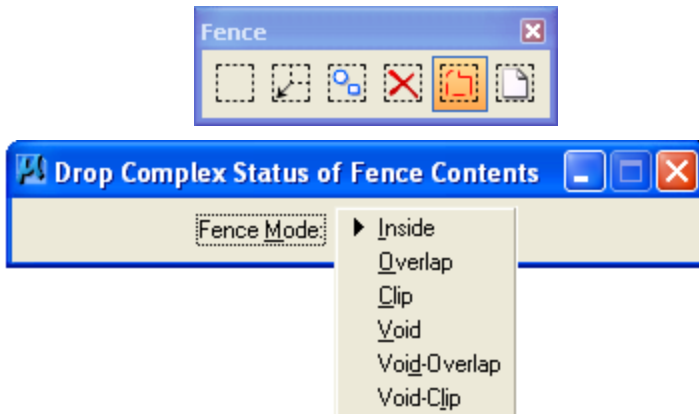 Fence
Drop Complex Status of Fence Contents
Fence Mode:
Inside
Overlap
Clip
Void
Void-Overlap
Void-Clip